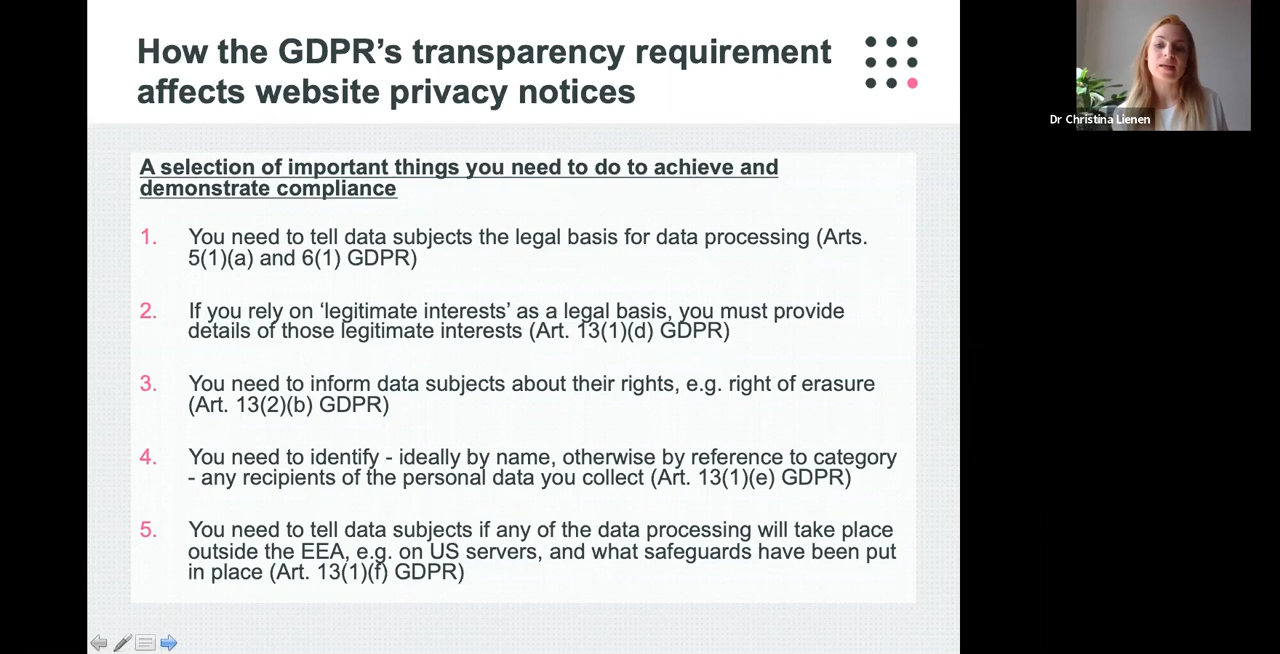 How the GDPR’s transparency requirement
affects website privacy notices
Dr Christina Lienen
A selection of important things you need to do to achieve and
demonstrate compliance
1. You need to tell data subjects the legal basis for data processing (Arts.
5(1)(a) and 6(1) GDPR)
2. If you rely on ‘legitimate interests’ as a legal basis, you must provide
details of those legitimate interests (Art. 13(1)(d) GDPR)
3. You need to inform data subjects about their rights, e.g. right of erasure
(Art. 13(2)(b) GDPR)
4. You need to identify - ideally by name, otherwise by reference to category
- any recipients of the personal data you collect (Art. 13(1)(e) GDPR)
5. You need to tell data subjects if any of the data processing will take place
outside the EEA, e.g. on US servers, and what safeguards have been put
in place (Art. 13(1)(f) GDPR)